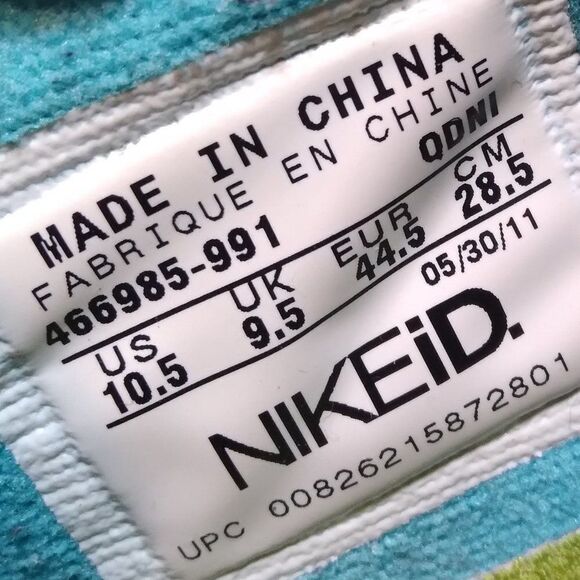 MADE IN CHINA
FABRIQUE EN CHINE
466985-991 QDNI
US UK EUR CM
10.5 9.5 44.5 28.5
05/30/11
NIKEiD.
UPC 00826215872801